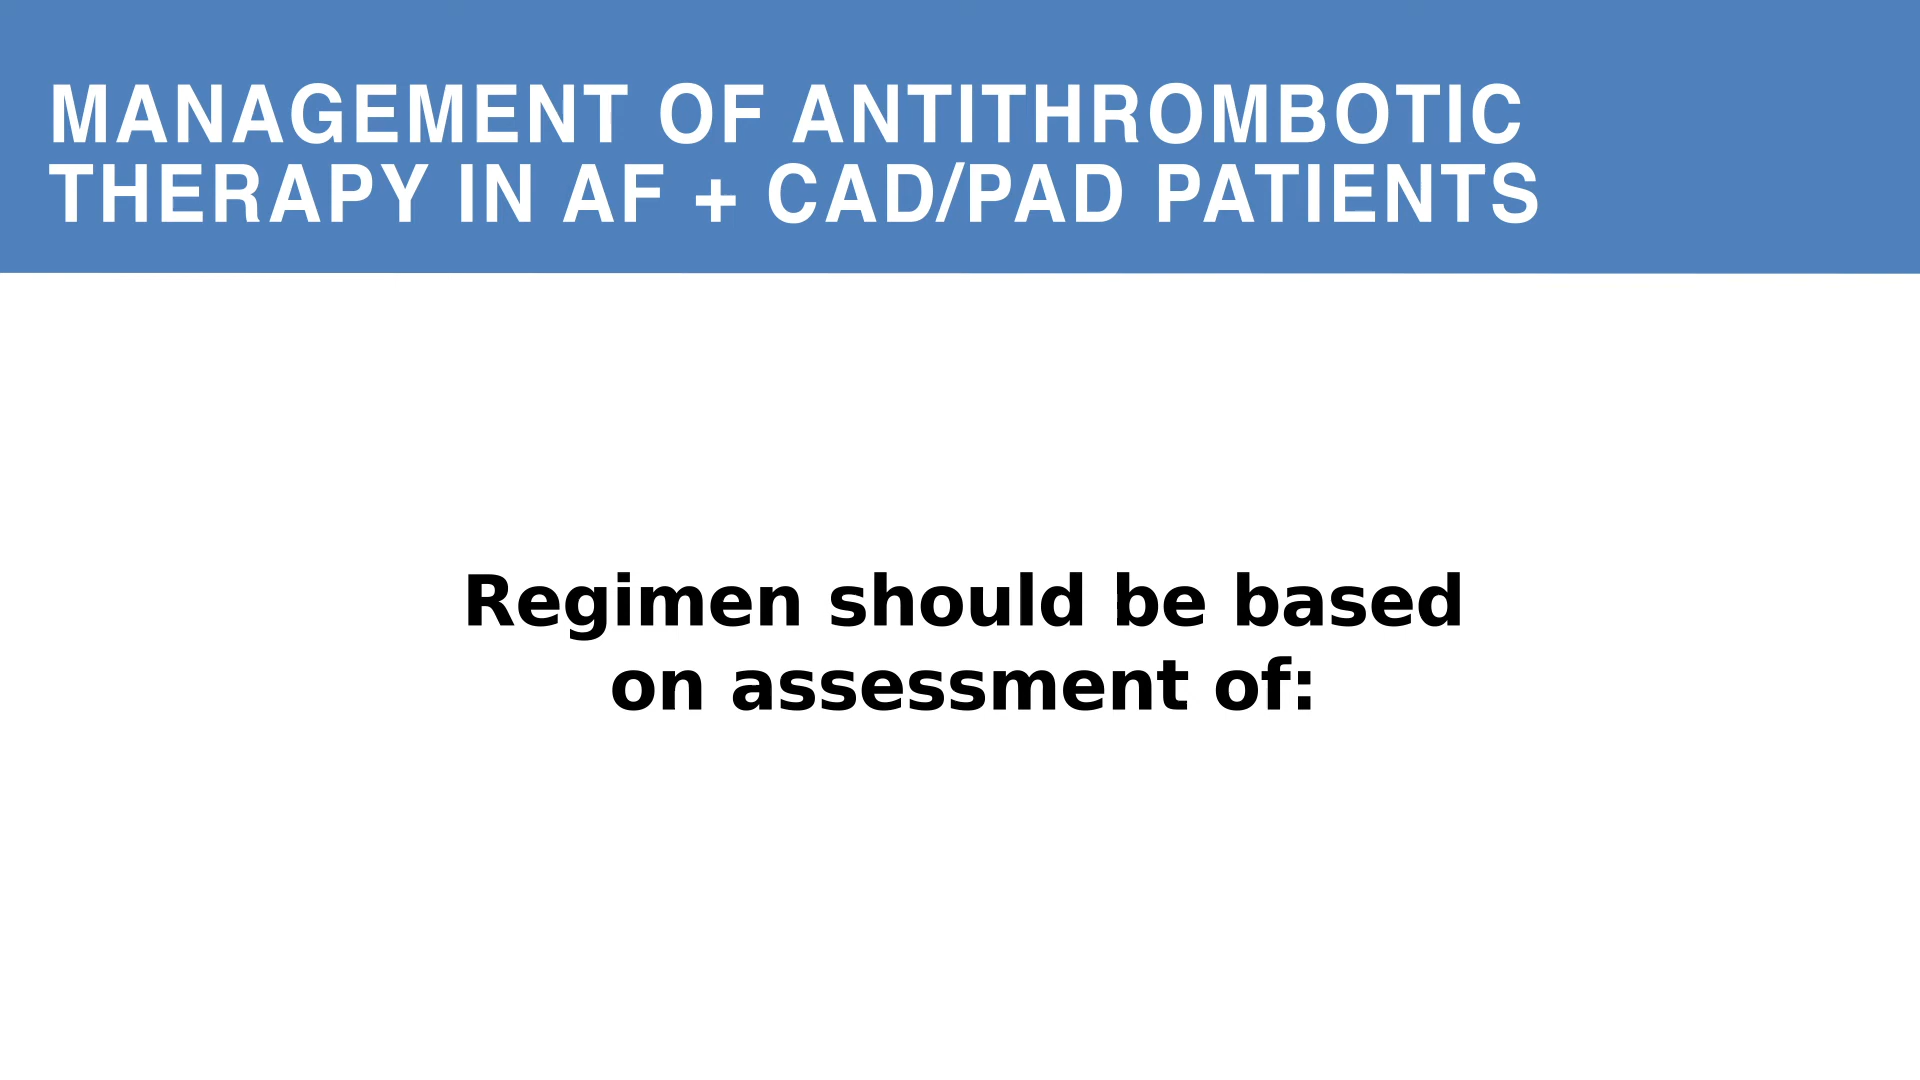 MANAGEMENT OF ANTITHROMBOTIC
THERAPY IN AF + CAD/PAD PATIENTS
Regimen should be based
on assessment of: